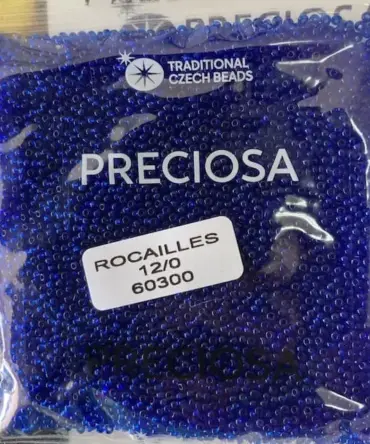 PRECIOSA
TRADITIONAL
CZECH BEADS
PRECIOSA
ROCAILLES
12/0
60300
PRECIOSA